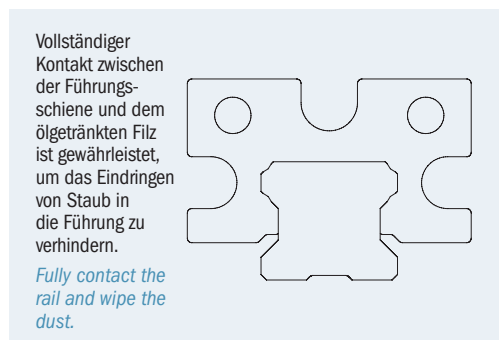 Vollständiger
Kontakt zwischen
der Führungs-
schiene und dem
ölgetränkten Filz
ist gewährleistet,
um das Eindringen
von Staub in
die Führung zu
verhindern.
Fully contact the
rail and wipe the
dust.